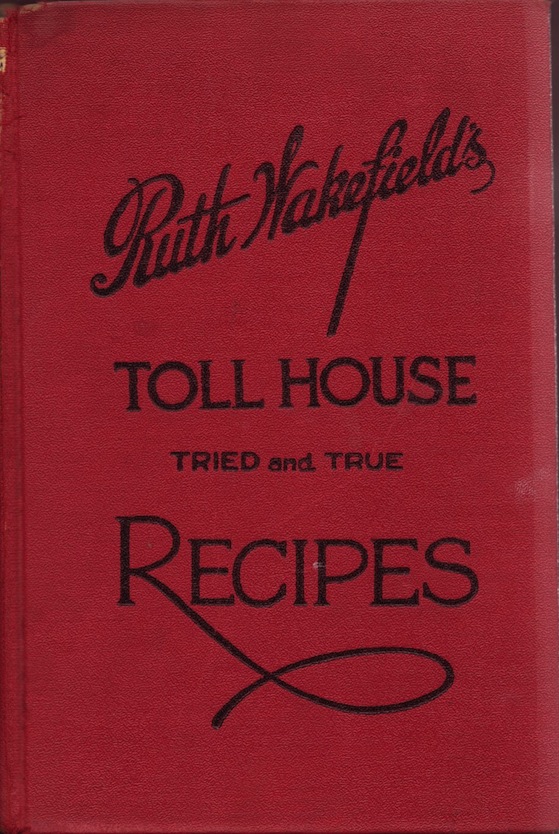 Ruth Wakefield's
TOLL HOUSE
TRIED and TRUE
RECIPES